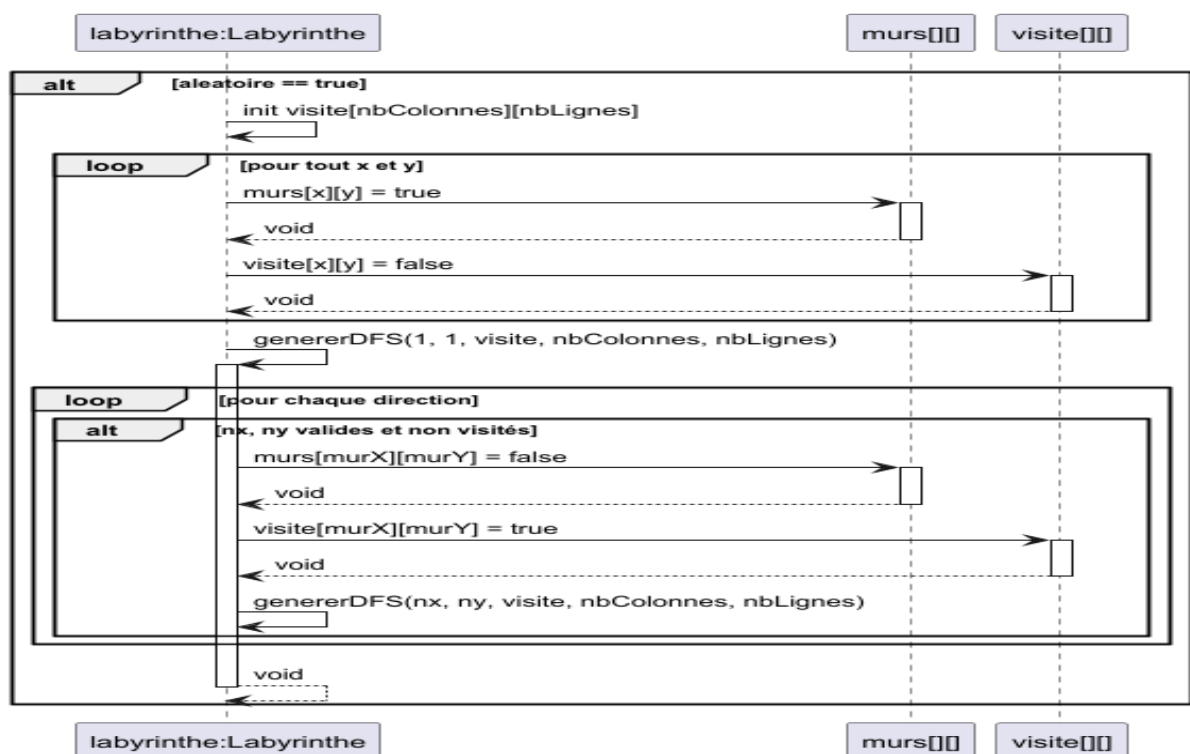 labyrinthe:Labyrinthe murs[][] visite[][]
alt [aleatoire == true]
init visite[nbColonnes][nbLignes]
loop [pour tout x et y]
murs[x][y] = true
void
visite[x][y] = false
void
genererDFS(1, 1, visite, nbColonnes, nbLignes)
loop [pour chaque direction]
alt [nx, ny valides et non visités]
murs[murX][murY] = false
void
visite[murX][murY] = true
void
genererDFS(nx, ny, visite, nbColonnes, nbLignes)
void
labyrinthe:Labyrinthe murs[][] visite[][]